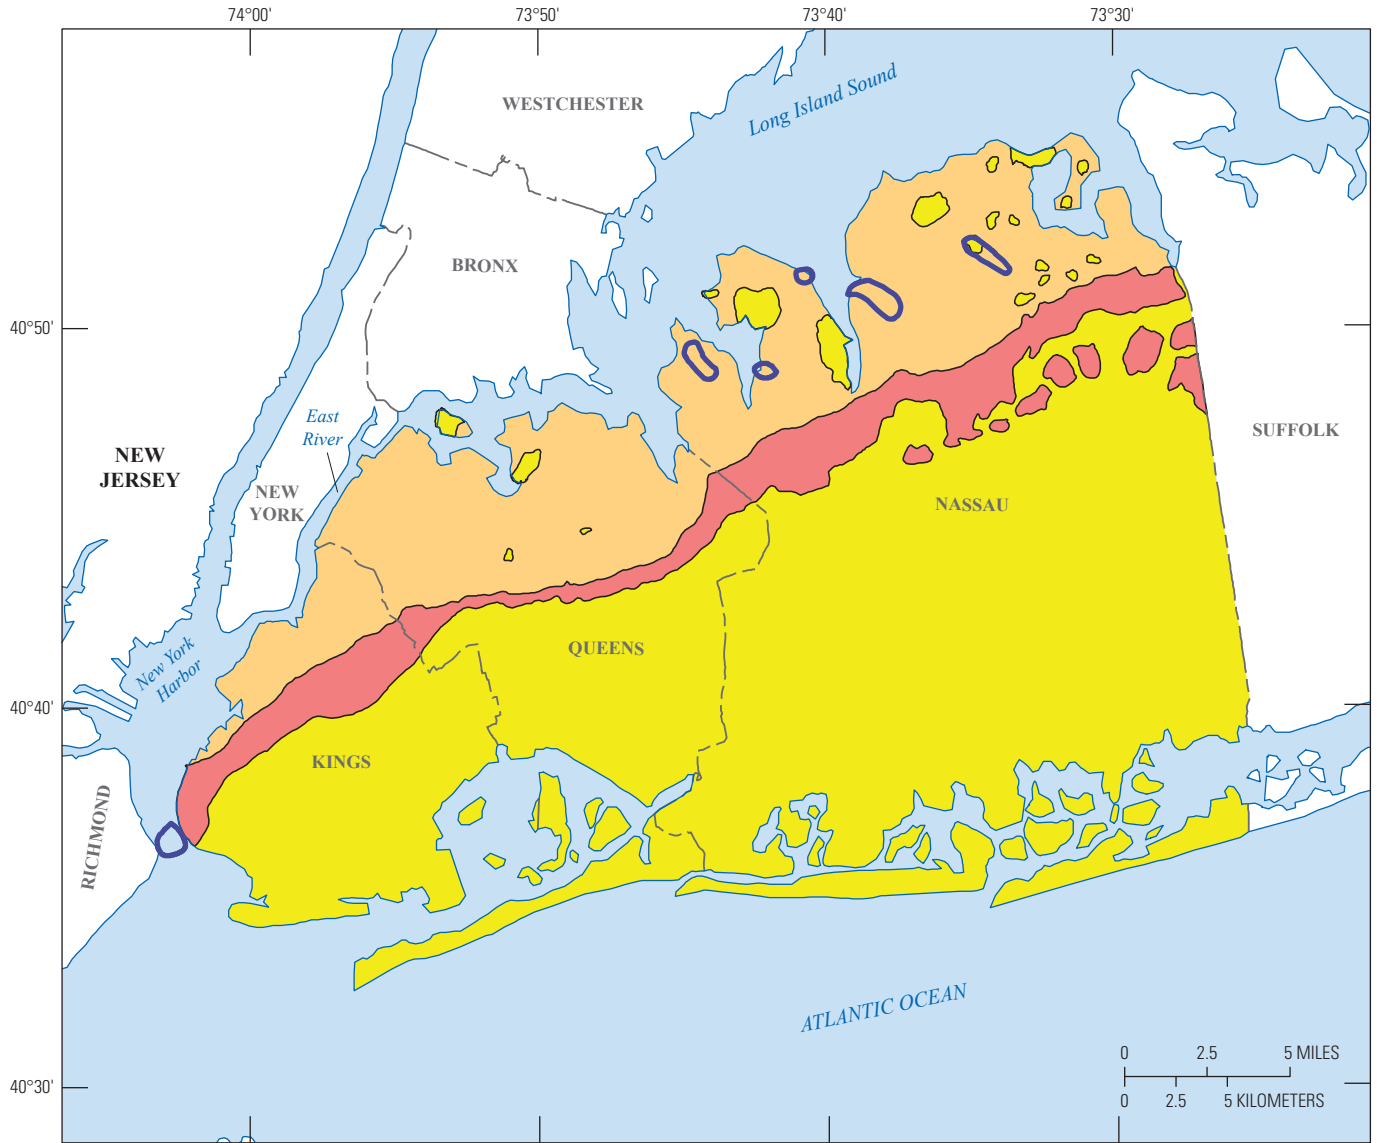 74°00' 73°50' 73°40' 73°30'
WESTCHESTER
Long Island Sound
BRONX
40°50'
East
River
NEW
JERSEY
NEW
YORK
SUFFOLK
NASSAU
QUEENS
New York
Harbor
40°40'
KINGS
RICHMOND
ATLANTIC OCEAN
0 2.5 5 MILES
0 2.5 5 KILOMETERS
40°30'